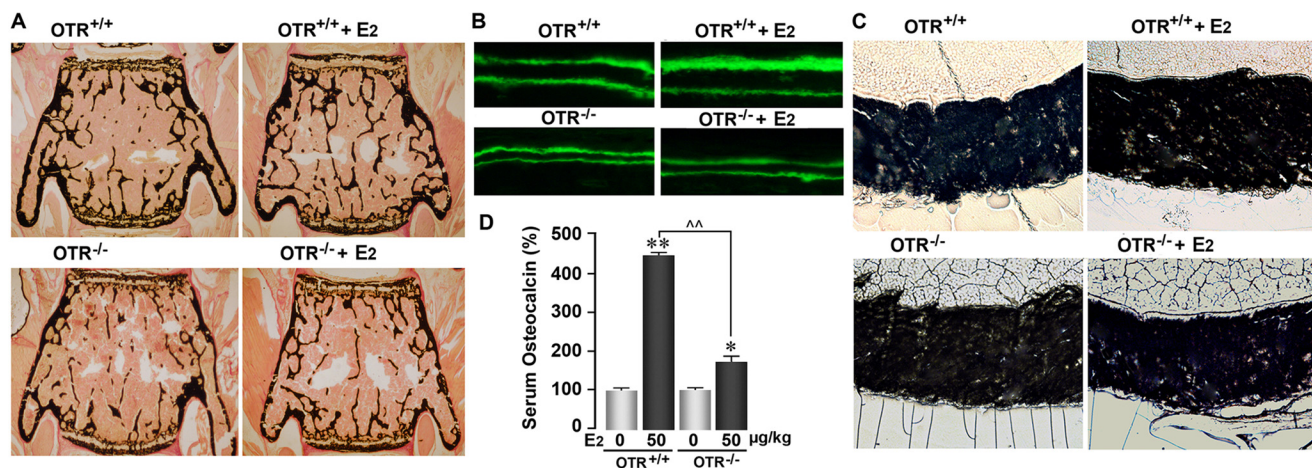 A
OTR+/+
OTR+/+ + E2
OTR-/-
OTR-/- + E2
B
OTR+/+
OTR+/+ + E2
OTR-/-
OTR-/- + E2
C
OTR+/+
OTR+/+ + E2
OTR-/-
OTR-/- + E2
D
Serum Osteocalcin (%)
500
400
300
200
100
0
**
^^
*
E2 0 50 0 50 µg/kg
OTR+/+ OTR-/-